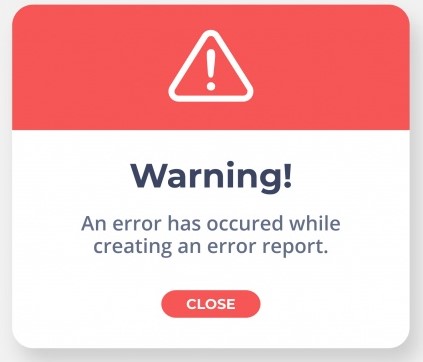 Warning!
An error has occured while
creating an error report.
CLOSE